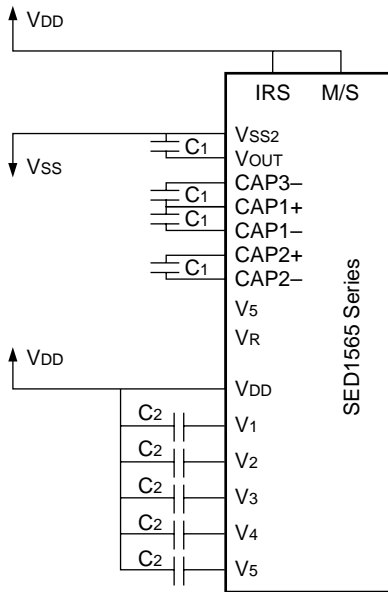 VDD
IRS M/S
VSS2
C1
VOUT
VSS
CAP3–
C1
CAP1+
C1
CAP1–
CAP2+
C1
CAP2–
V5
VR
SED1565 Series
VDD
VDD
C2
V1
C2
V2
C2
V3
C2
V4
C2
V5